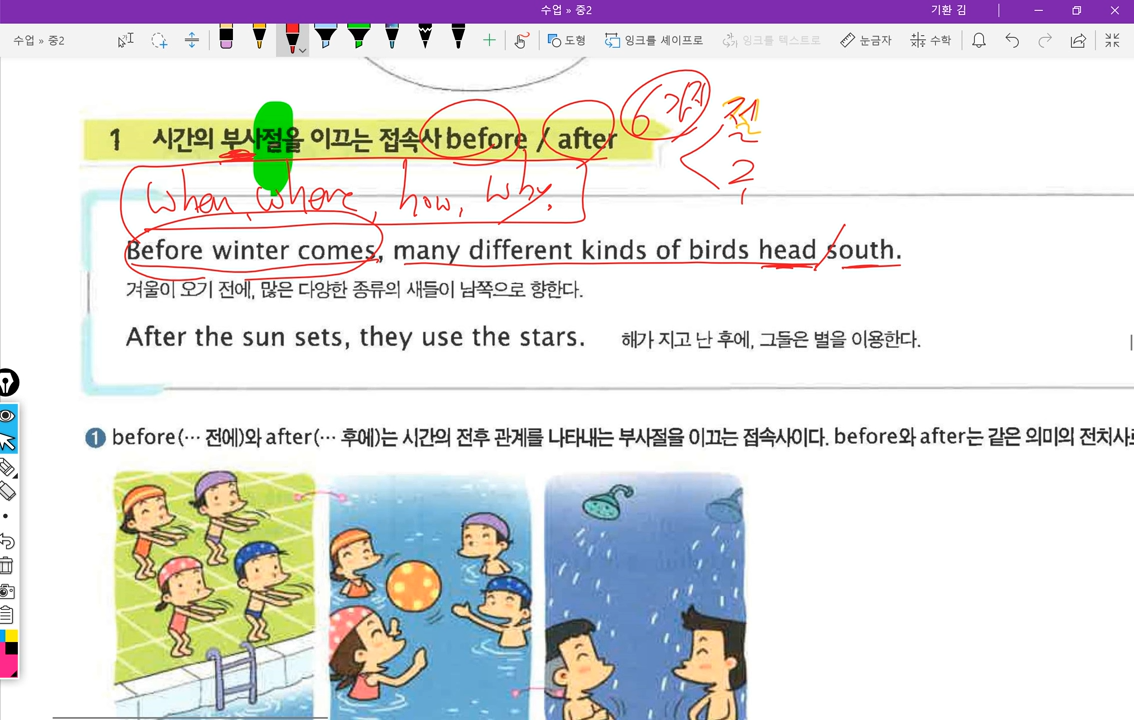 수업 » 중2
기환 김
수업 » 중2
도형
잉크를 셰이프로
잉크를 텍스트로
눈금자
수학
1 시간의 부사절을 이끄는 접속사 before / after
when, where, how, why.
Before winter comes, many different kinds of birds head south.
겨울이 오기 전에, 많은 다양한 종류의 새들이 남쪽으로 향한다.
After the sun sets, they use the stars. 해가 지고 난 후에, 그들은 별을 이용한다.
1 before(… 전에)와 after(… 후에)는 시간의 전후 관계를 나타내는 부사절을 이끄는 접속사이다. before와 after는 같은 의미의 전치사로